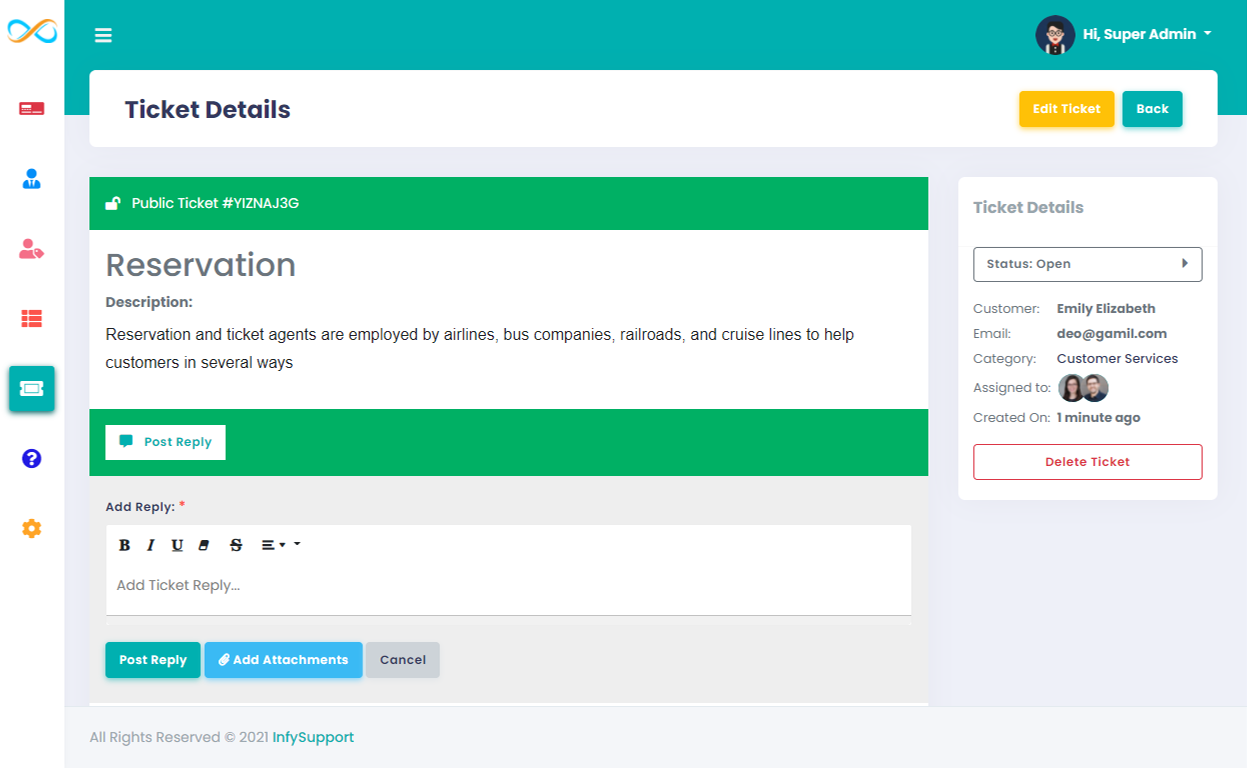 Hi, Super Admin
Ticket Details
Edit Ticket
Back
Public Ticket #YIZNAJ3G
Reservation
Description:
Reservation and ticket agents are employed by airlines, bus companies, railroads, and cruise lines to help
customers in several ways
Post Reply
Add Reply: *
B I U S
Add Ticket Reply...
Post Reply
Add Attachments
Cancel
Ticket Details
Status: Open
Customer: Emily Elizabeth
Email: deo@gamil.com
Category: Customer Services
Assigned to:
Created On: 1 minute ago
Delete Ticket
All Rights Reserved © 2021 InfySupport